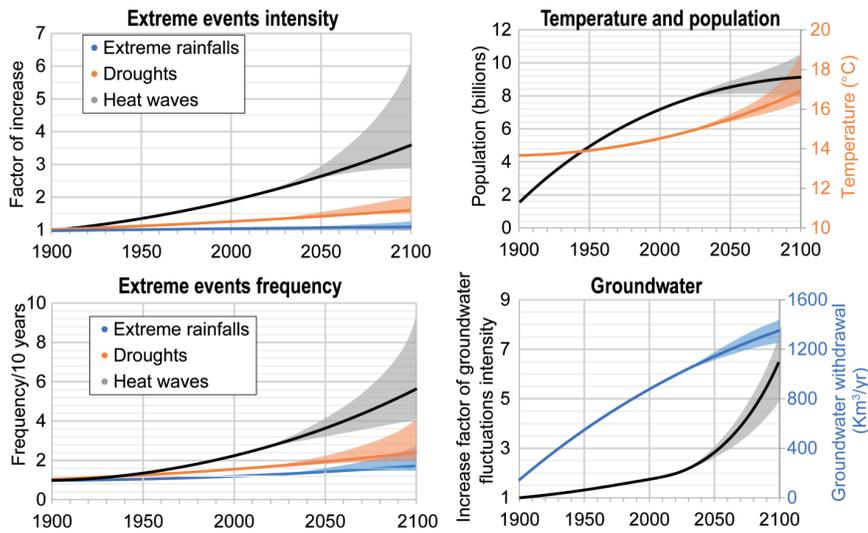 Extreme events intensity
Factor of increase
7
6
5
4
3
2
1
Extreme rainfalls
Droughts
Heat waves
1900 1950 2000 2050 2100
Temperature and population
Population (billions)
12
10
8
6
4
2
0
20
18
16
14
12
10
Temperature (°C)
1900 1950 2000 2050 2100
Extreme events frequency
Frequency/10 years
10
8
6
4
2
0
Extreme rainfalls
Droughts
Heat waves
1900 1950 2000 2050 2100
Groundwater
Increase factor of groundwater
fluctuations intensity
9
7
5
3
1
1600
1200
800
400
0
Groundwater withdrawal
(Km³/yr)
1900 1950 2000 2050 2100